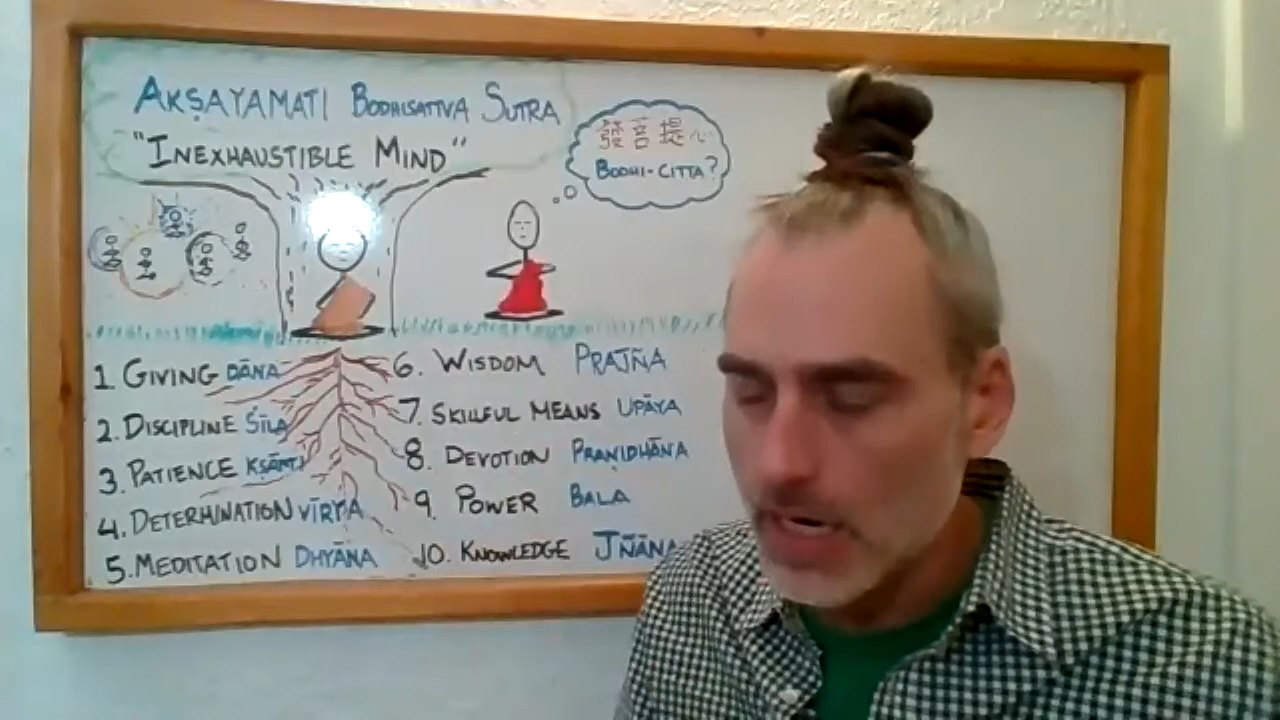 AKṢAYAMATI BODHISATTVA SUTRA
"INEXHAUSTIBLE MIND"
發菩提心
BODHI-CITTA?
1 GIVING DĀNA
2. DISCIPLINE ŚĪLA
3. PATIENCE KṢĀNTI
4. DETERMINATION VĪRYA
5. MEDITATION DHYĀNA
6. WISDOM PRAJÑA
7. SKILLFUL MEANS UPĀYA
8. DEVOTION PRAṆIDHĀNA
9. POWER BALA
10. KNOWLEDGE JÑĀNA